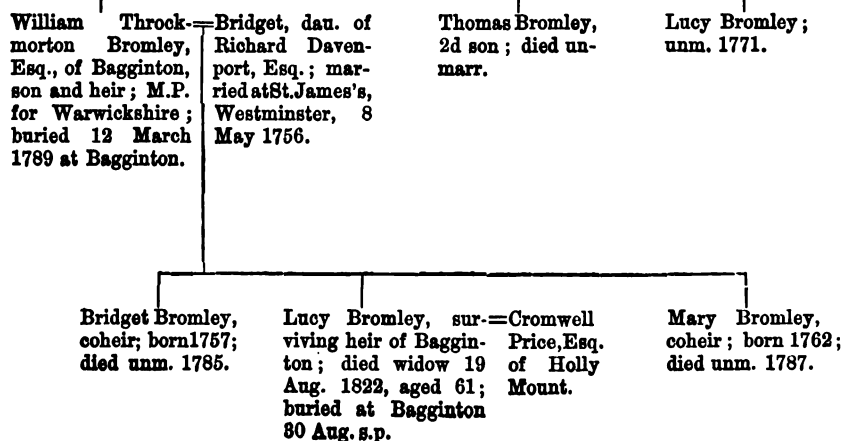 William Throck-
morton Bromley,
Esq., of Bagginton,
son and heir; M.P.
for Warwickshire;
buried 12 March
1789 at Bagginton.
=Bridget, dau. of
Richard Daven-
port, Esq.; mar-
ried at St. James's,
Westminster, 8
May 1756.
Thomas Bromley,
2d son; died un-
marr.
Lucy Bromley;
unm. 1771.
Bridget Bromley,
coheir; born 1757;
died unm. 1785.
Lucy Bromley, sur-
viving heir of Baggin-
ton; died widow 19
Aug. 1822, aged 61;
buried at Bagginton
30 Aug. s.p.
=Cromwell
Price, Esq.
of Holly
Mount.
Mary Bromley,
coheir; born 1762;
died unm. 1787.